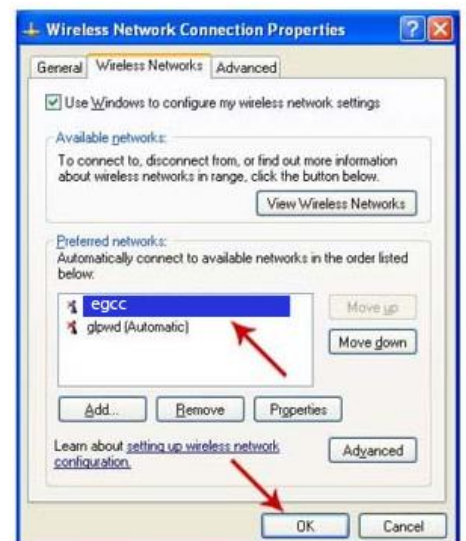 Wireless Network Connection Properties
General Wireless Networks Advanced
Use Windows to configure my wireless network settings
Available networks:
To connect to, disconnect from, or find out more information
about wireless networks in range, click the button below.
View Wireless Networks
Preferred networks:
Automatically connect to available networks in the order listed
below:
egcc
glpwd (Automatic)
Move up
Move down
Add... Remove Properties
Learn about setting up wireless network
configuration.
Advanced
OK Cancel